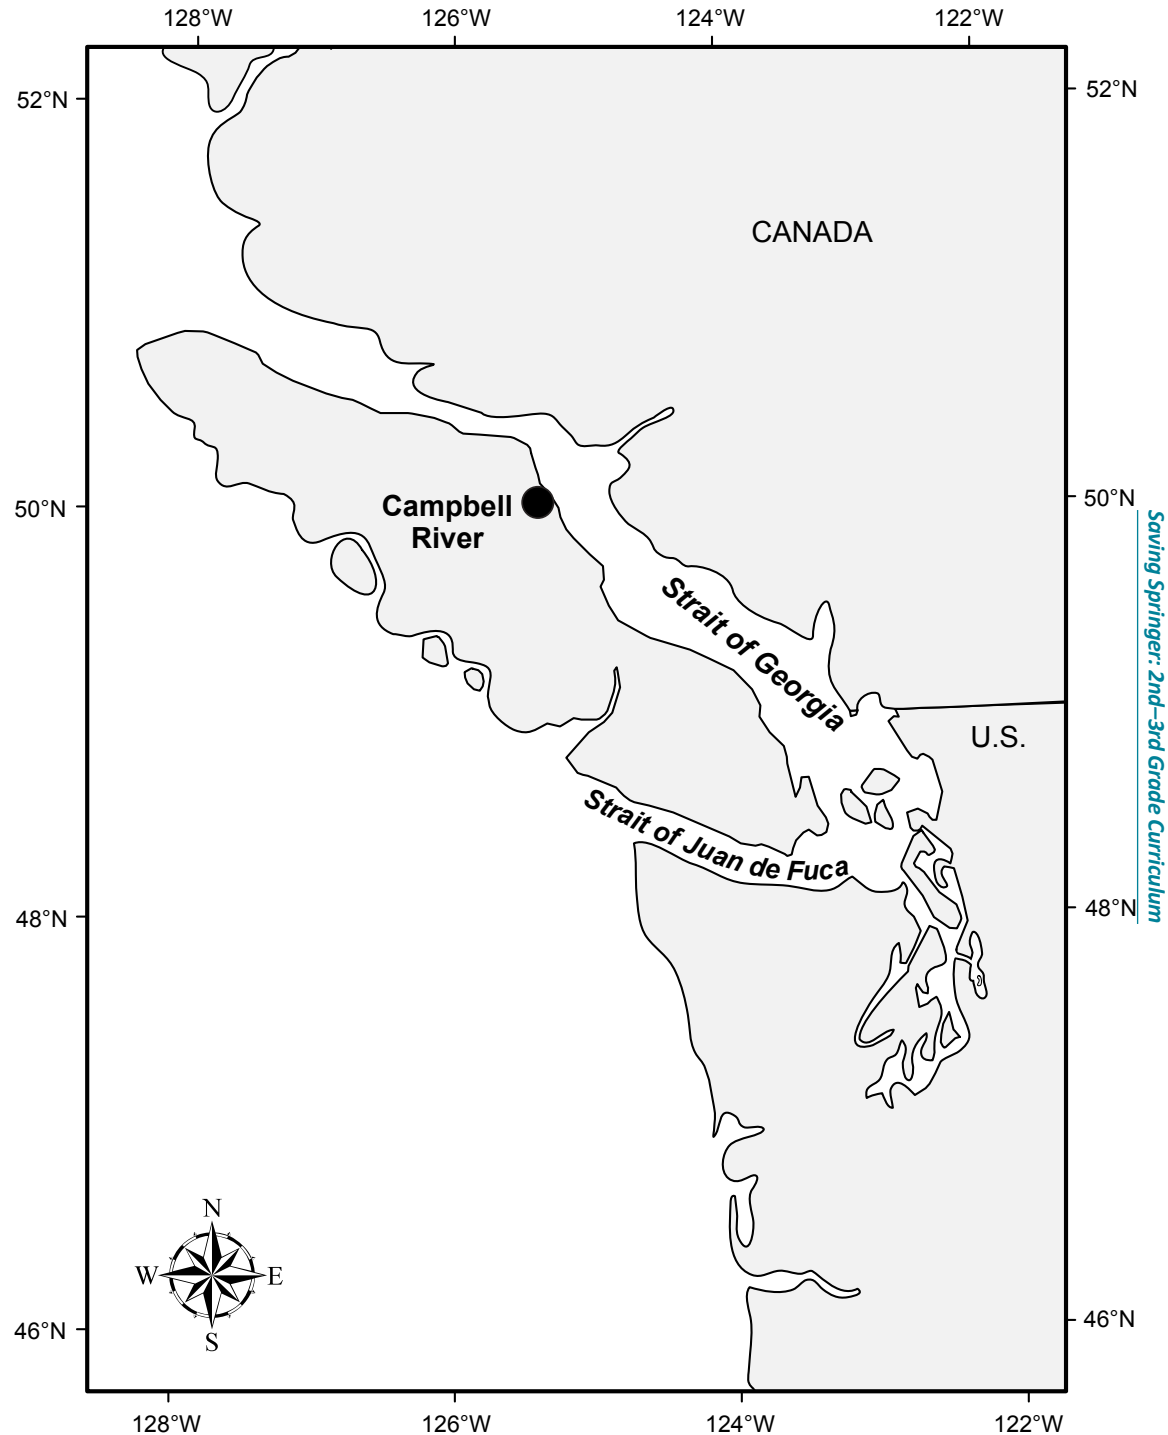 128°W 126°W 124°W 122°W
52°N 52°N
CANADA
50°N 50°N
Campbell
River
Strait of Georgia
U.S.
Strait of Juan de Fuca
48°N 48°N
N
W E
S
46°N 46°N
128°W 126°W 124°W 122°W
Saving Springer: 2nd–3rd Grade Curriculum